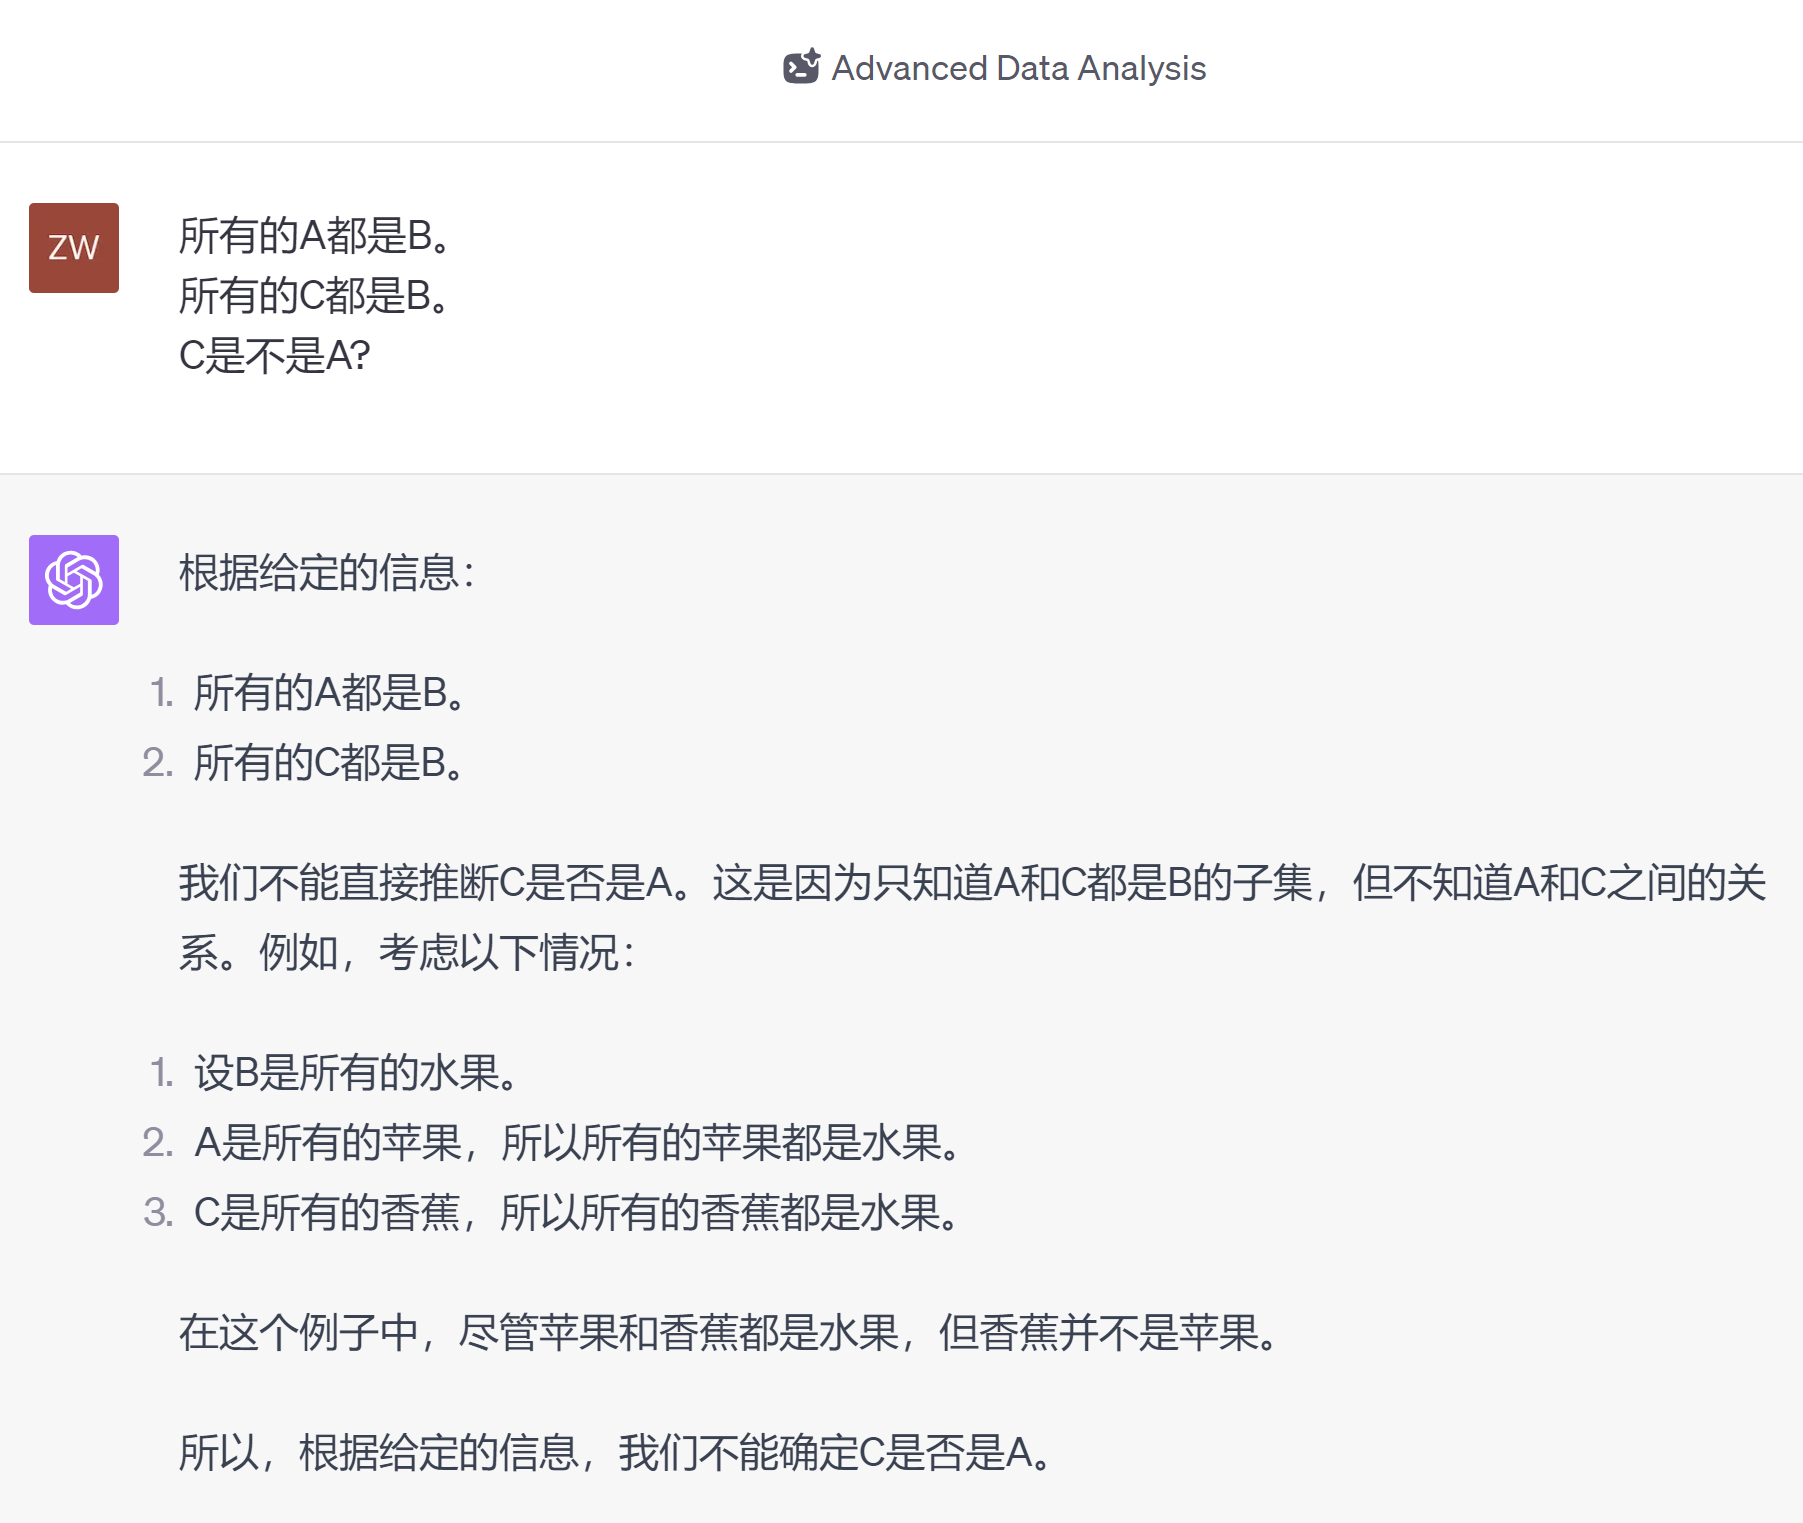 Advanced Data Analysis
ZW
所有的A都是B。
所有的C都是B。
C是不是A?
根据给定的信息：
1. 所有的A都是B。
2. 所有的C都是B。
我们不能直接推断C是否是A。这是因为只知道A和C都是B的子集，但不知道A和C之间的关
系。例如，考虑以下情况：
1. 设B是所有的水果。
2. A是所有的苹果，所以所有的苹果都是水果。
3. C是所有的香蕉，所以所有的香蕉都是水果。
在这个例子中，尽管苹果和香蕉都是水果，但香蕉并不是苹果。
所以，根据给定的信息，我们不能确定C是否是A。